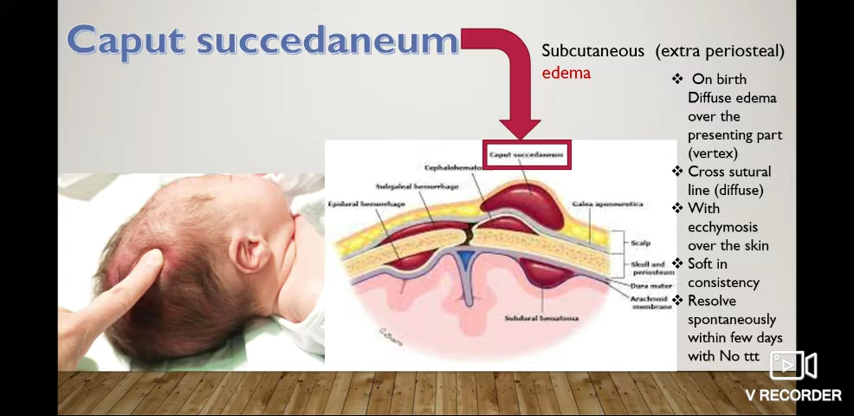 Caput succedaneum
Subcutaneous (extra periosteal)
edema
❖ On birth
Diffuse edema
over the
presenting part
(vertex)
❖ Cross sutural
line (diffuse)
❖ With
ecchymosis
over the skin
❖ Soft in
consistency
❖ Resolve
spontaneously
within few days
with No ttt
Caput succedaneum
Cephalohemato
Subgaleal hemorrhage
Epidural hemorrhage
Galea aponeurotica
Scalp
Skull and
periosteum
Dura mater
Arachnoid
membrane
Subdural hematoma
V RECORDER